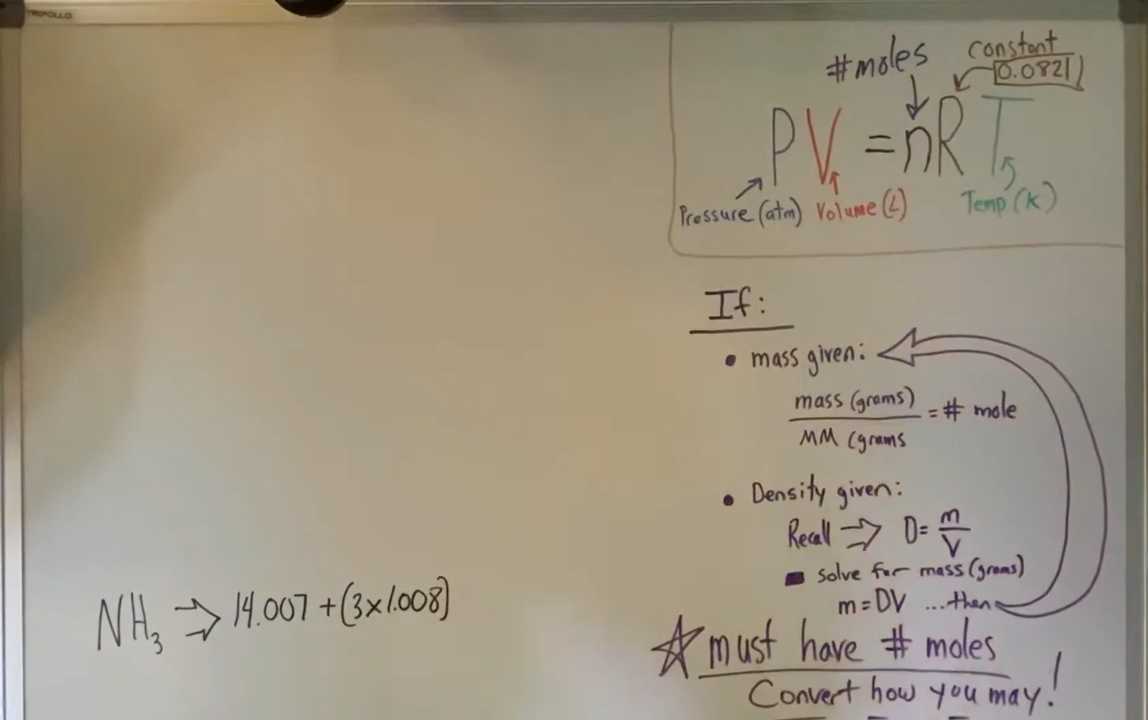 TRIPOLLO
#moles
constant
0.0821
PV = nRT
Pressure (atm) Volume (L) Temp (K)
If:
• mass given:
mass (grams)
MM (grams
= # mole
• Density given:
Recall ⇒ D = m/V
▪ solve for mass (grams)
m = DV ...then
☆ must have # moles
Convert how you may!
NH₃ ⇒ 14.007 + (3x1.008)